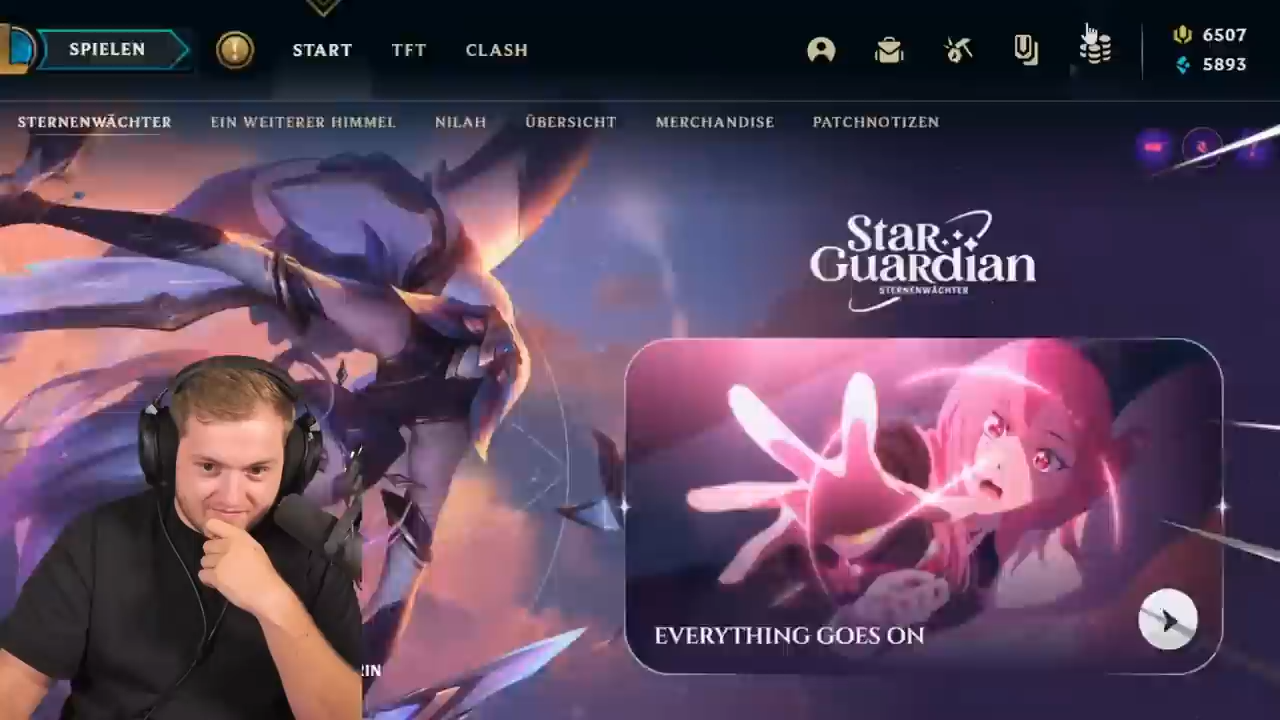 SPIELEN
START
TFT
CLASH
6507
5893
STERNENWÄCHTER
EIN WEITERER HIMMEL
NILAH
ÜBERSICHT
MERCHANDISE
PATCHNOTIZEN
Star
Guardian
STERNENWÄCHTER
EVERYTHING GOES ON